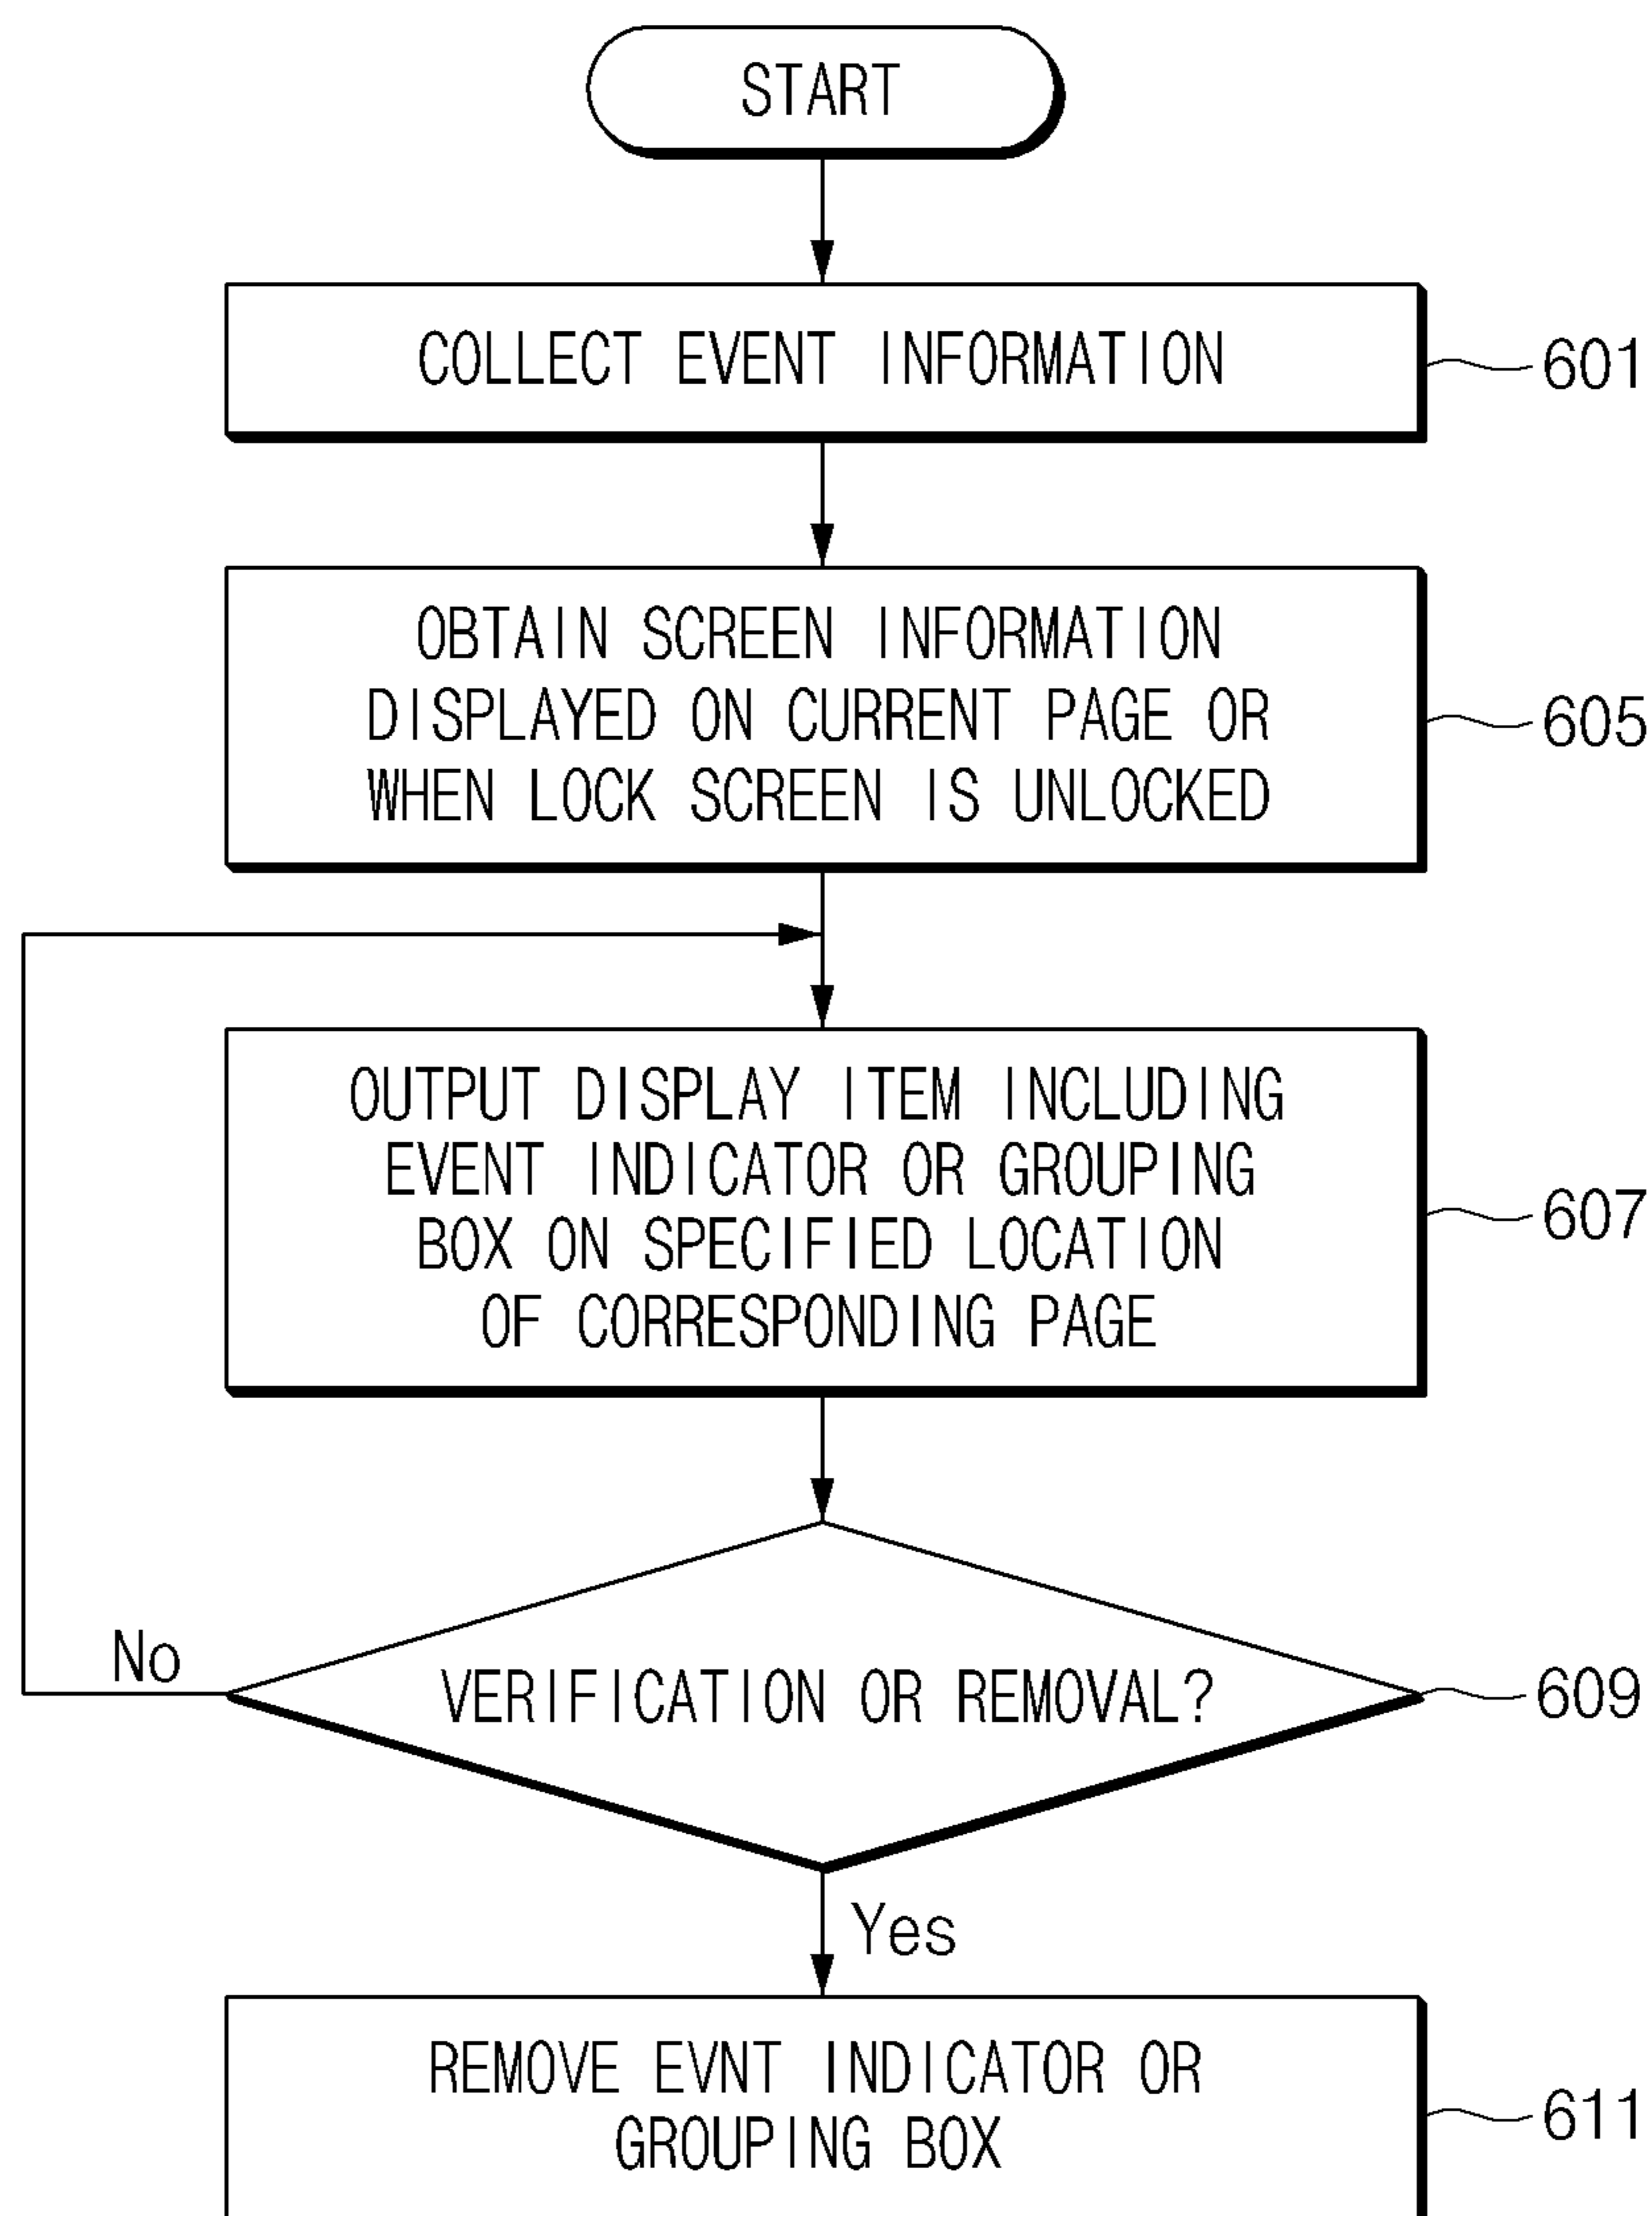 START
COLLECT EVENT INFORMATION
601
OBTAIN SCREEN INFORMATION
DISPLAYED ON CURRENT PAGE OR
WHEN LOCK SCREEN IS UNLOCKED
605
OUTPUT DISPLAY ITEM INCLUDING
EVENT INDICATOR OR GROUPING
BOX ON SPECIFIED LOCATION
OF CORRESPONDING PAGE
607
No
VERIFICATION OR REMOVAL?
609
Yes
REMOVE EVNT INDICATOR OR
GROUPING BOX
611